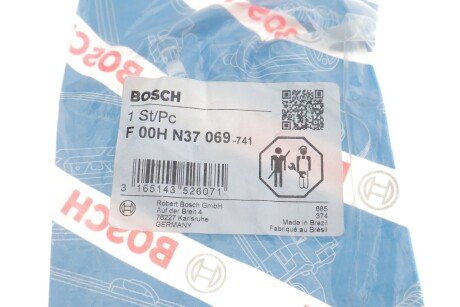 BOSCH
BOSCH
1 St/Pc
F 00H N37 069 -741
3 165143 526071
Robert Bosch GmbH
Auf der Breit 4
76227 Karlsruhe
GERMANY
685
374
Made in Brazil
Fabriqué au Brésil
BOSCH